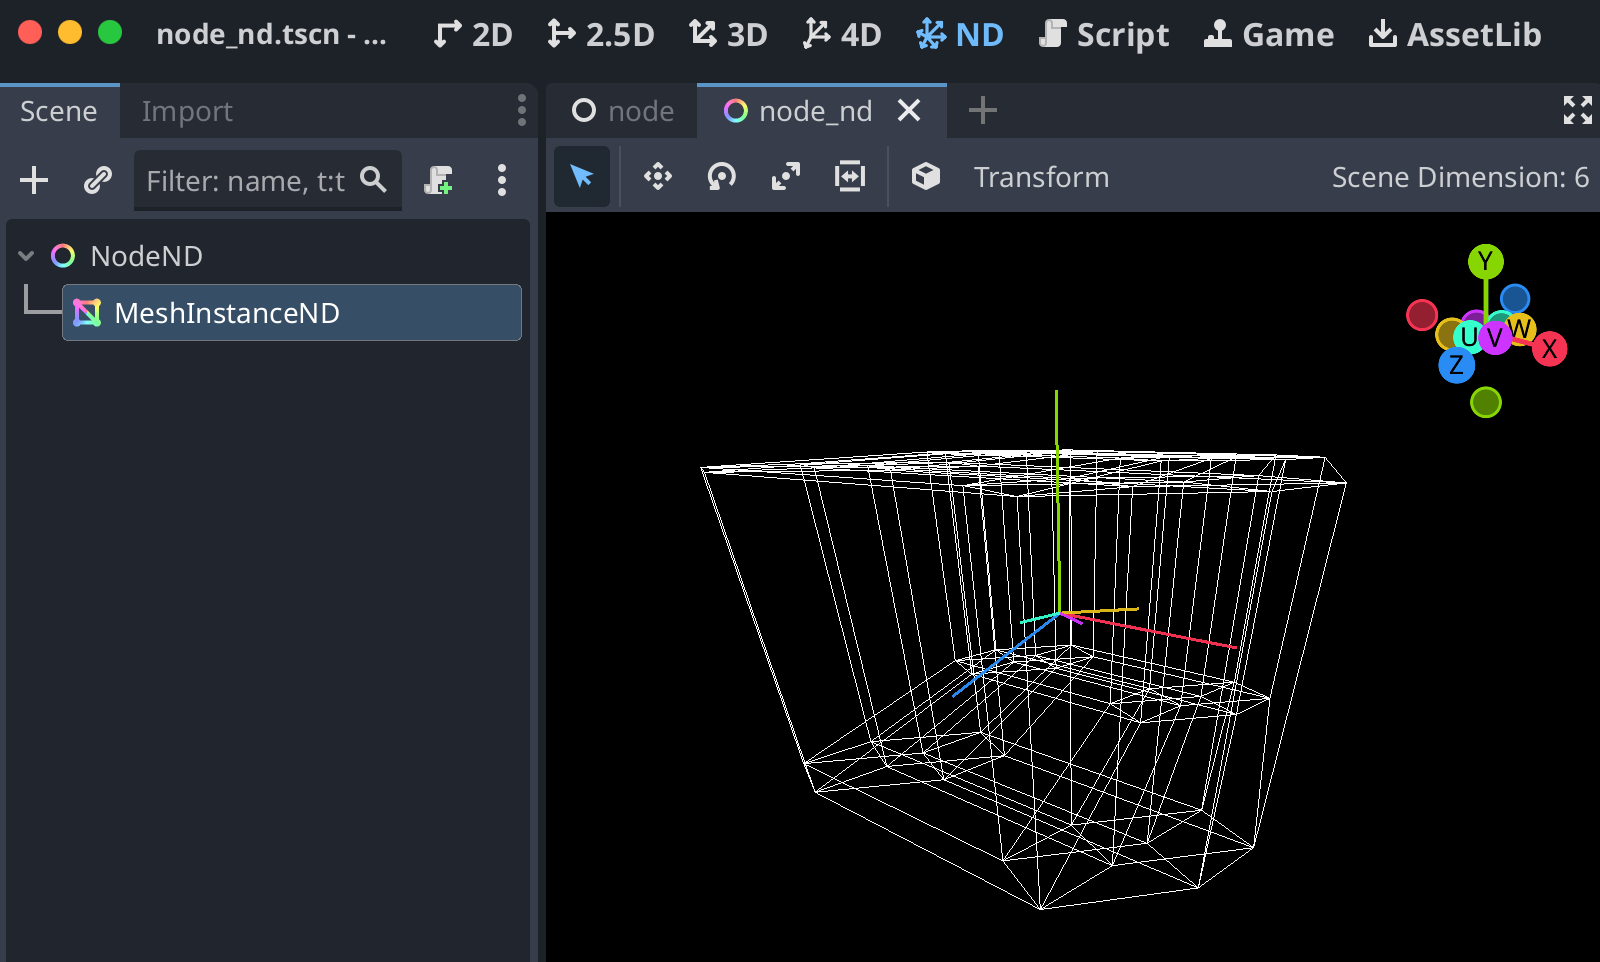 node_nd.tscn - ... 2D 2.5D 3D 4D ND Script Game AssetLib
Scene Import node node_nd
Filter: name, t:t Transform Scene Dimension: 6
NodeND
MeshInstanceND
Y
U V W X
Z